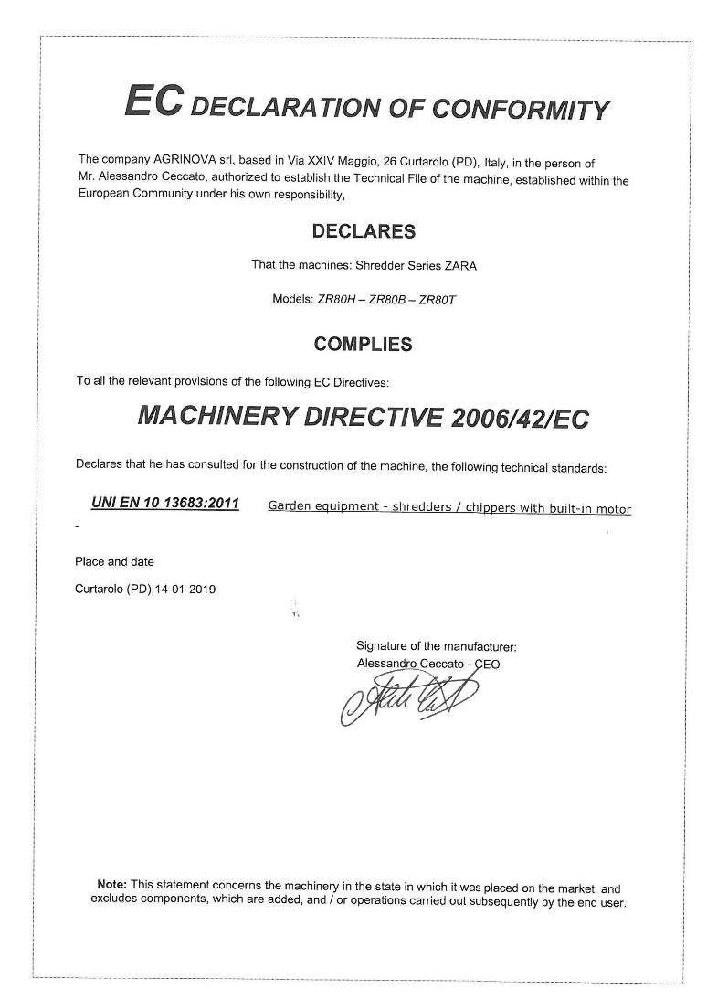 EC DECLARATION OF CONFORMITY
The company AGRINOVA srl, based in Via XXIV Maggio, 26 Curtarolo (PD), Italy, in the person of
Mr. Alessandro Ceccato, authorized to establish the Technical File of the machine, established within the
European Community under his own responsibility,
DECLARES
That the machines: Shredder Series ZARA
Models: ZR80H – ZR80B – ZR80T
COMPLIES
To all the relevant provisions of the following EC Directives:
MACHINERY DIRECTIVE 2006/42/EC
Declares that he has consulted for the construction of the machine, the following technical standards:
UNI EN 10 13683:2011 Garden equipment - shredders / chippers with built-in motor
-
Place and date
Curtarolo (PD),14-01-2019
Signature of the manufacturer:
Alessandro Ceccato - CEO
Note: This statement concerns the machinery in the state in which it was placed on the market, and
excludes components, which are added, and / or operations carried out subsequently by the end user.